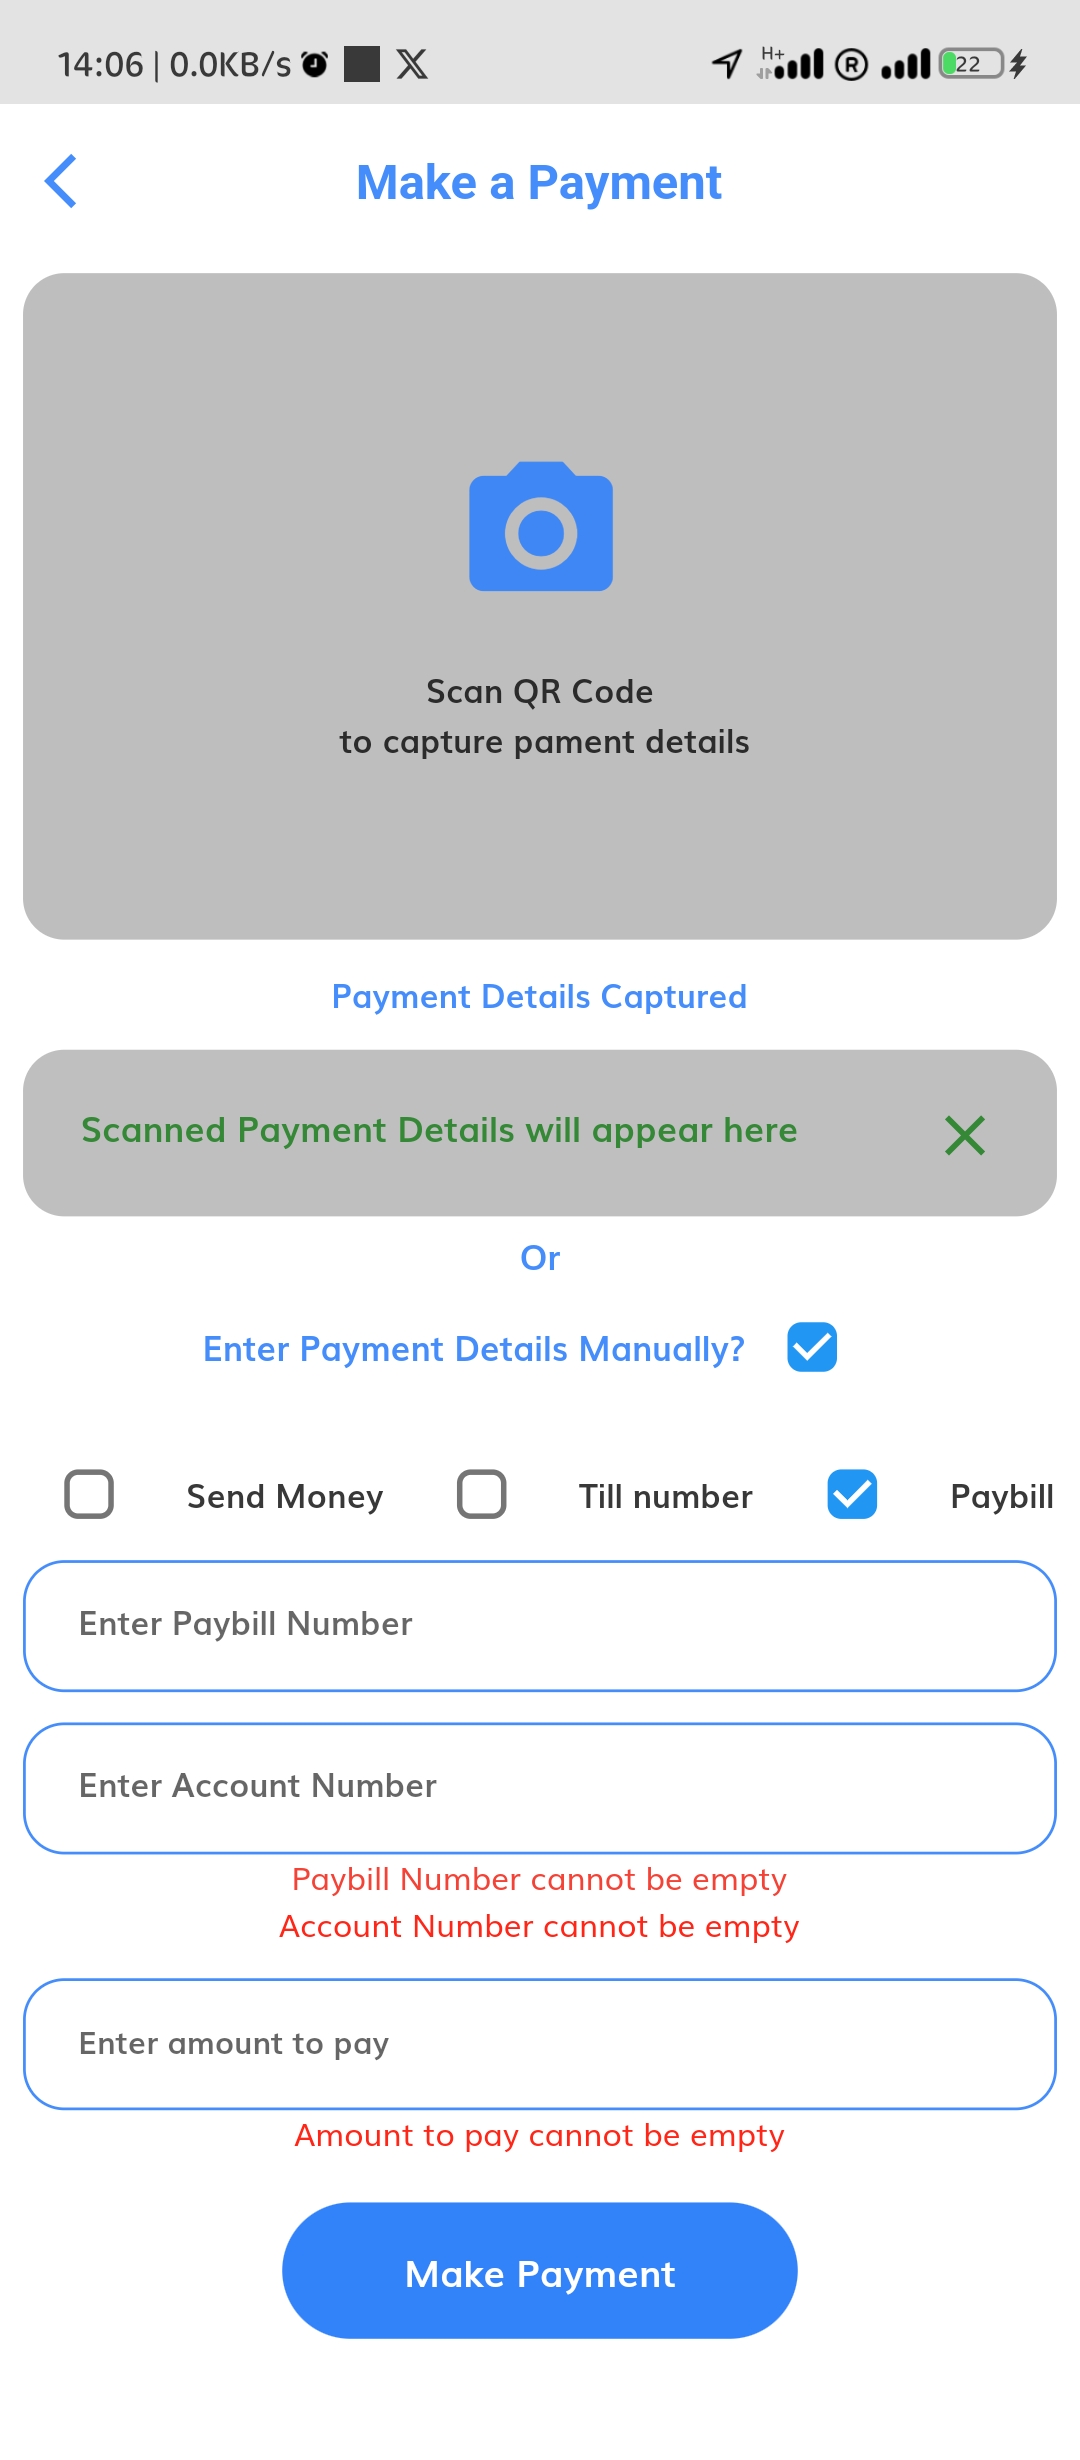 14:06 | 0.0KB/s
H+
R
22
Make a Payment
Scan QR Code
to capture pament details
Payment Details Captured
Scanned Payment Details will appear here
Or
Enter Payment Details Manually?
Send Money Till number Paybill
Enter Paybill Number
Enter Account Number
Paybill Number cannot be empty
Account Number cannot be empty
Enter amount to pay
Amount to pay cannot be empty
Make Payment